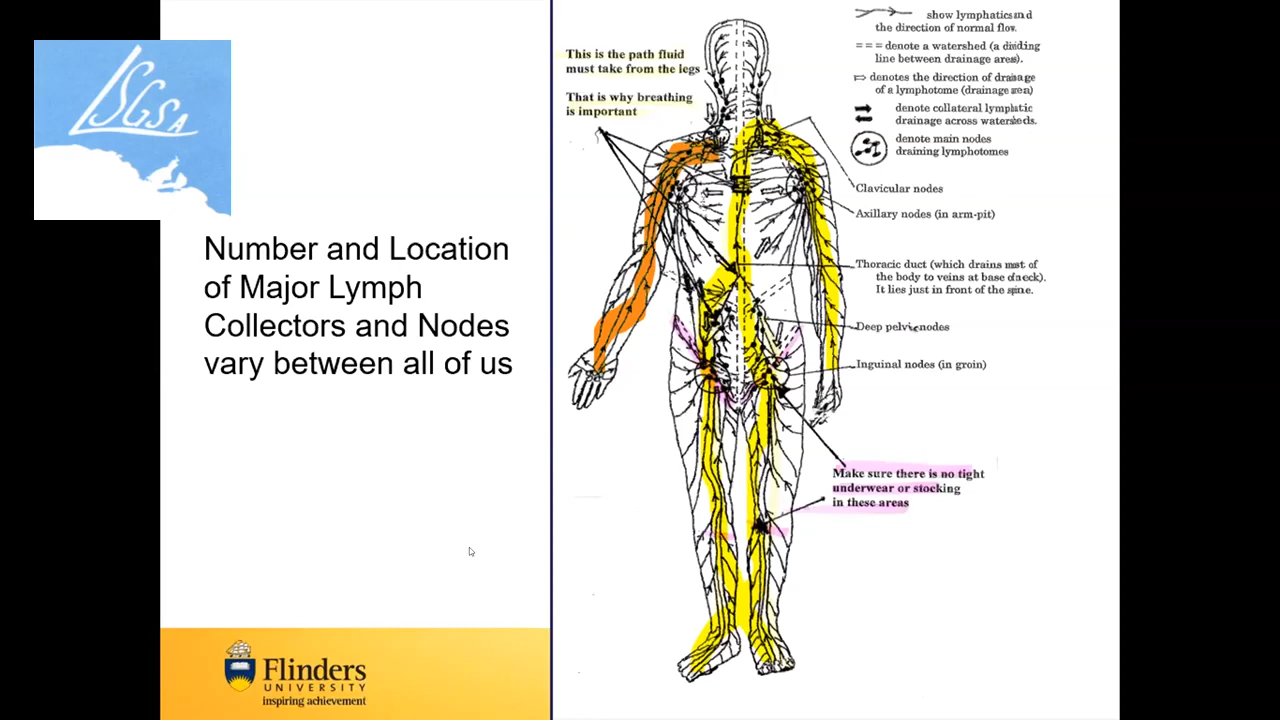 LSGSA
Number and Location
of Major Lymph
Collectors and Nodes
vary between all of us
Flinders
UNIVERSITY
inspiring achievement
This is the path fluid
must take from the legs
That is why breathing
is important
show lymphatics and
the direction of normal flow.
=== denote a watershed (a dividing
line between drainage areas).
⇨ denotes the direction of drainage
of a lymphotome (drainage area)
denote collateral lymphatic
drainage across watersheds.
denote main nodes
draining lymphotomes
Clavicular nodes
Axillary nodes (in arm-pit)
Thoracic duct (which drains most of
the body to veins at base of neck).
It lies just in front of the spine.
Deep pelvic nodes
Inguinal nodes (in groin)
Make sure there is no tight
underwear or stocking
in these areas